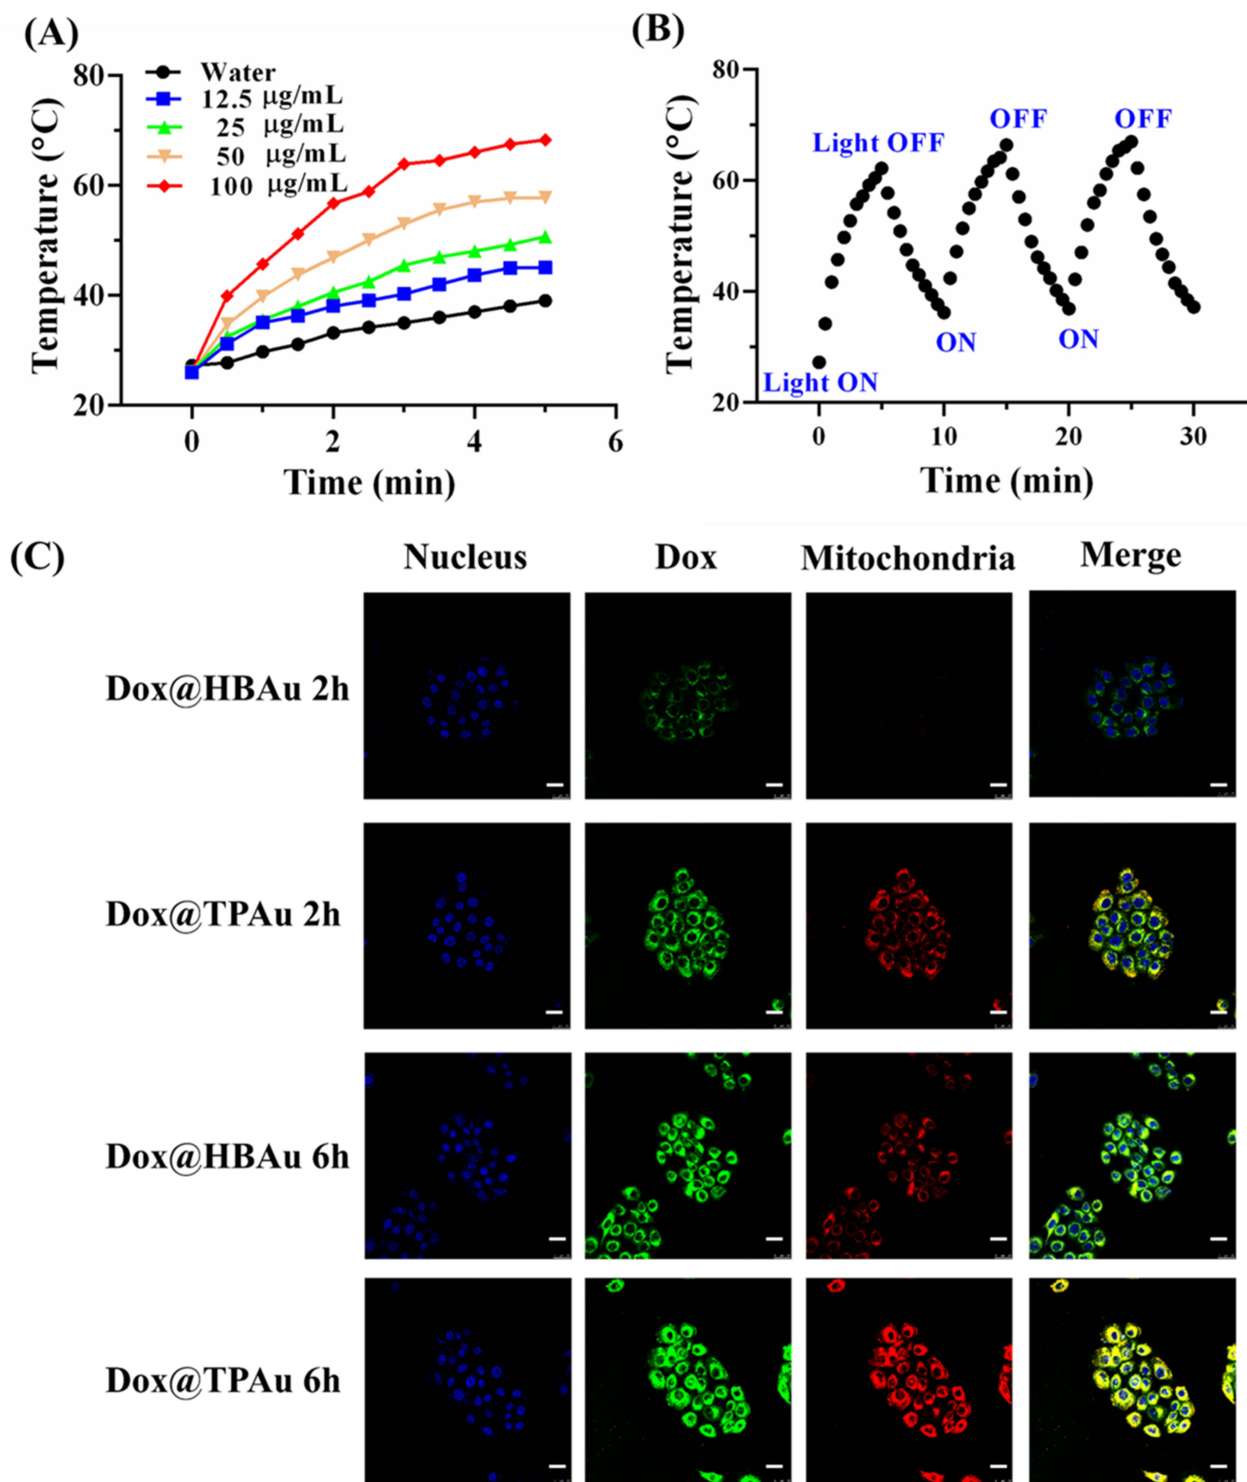 (A)
Temperature (°C)
80
60
40
20
Water
12.5 μg/mL
25 μg/mL
50 μg/mL
100 μg/mL
0
2
4
6
Time (min)
(B)
Temperature (°C)
80
60
40
20
Light OFF
OFF
OFF
Light ON
ON
ON
0
10
20
30
Time (min)
(C)
Nucleus Dox Mitochondria Merge
Dox@HBAu 2h
Dox@TPAu 2h
Dox@HBAu 6h
Dox@TPAu 6h